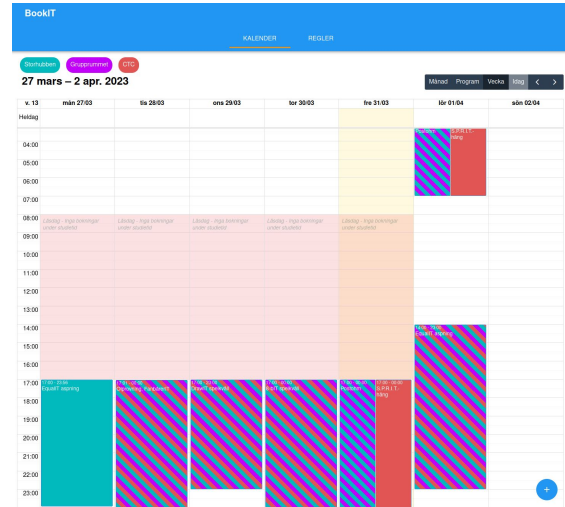 BookIT
KALENDER REGLER
Storhubben Grupprummet CTC
27 mars – 2 apr. 2023
Månad Program Vecka Idag
v. 13 mån 27/03 tis 28/03 ons 29/03 tor 30/03 fre 31/03 lör 01/04 sön 02/04
Heldag
S.P.R.I.T.-
häng
04:00
05:00
06:00
07:00
08:00
Läsdag - Inga bokningar
under studietid
Läsdag - Inga bokningar
under studietid
Läsdag - Inga bokningar
under studietid
Läsdag - Inga bokningar
under studietid
Läsdag - Inga bokningar
under studietid
09:00
10:00
11:00
12:00
13:00
14:00
EqualIT aspning
15:00
16:00
17:00
17:00 - 23:59
EqualIT aspning
S.P.R.I.T.-
häng
18:00
19:00
20:00
21:00
22:00
23:00
+